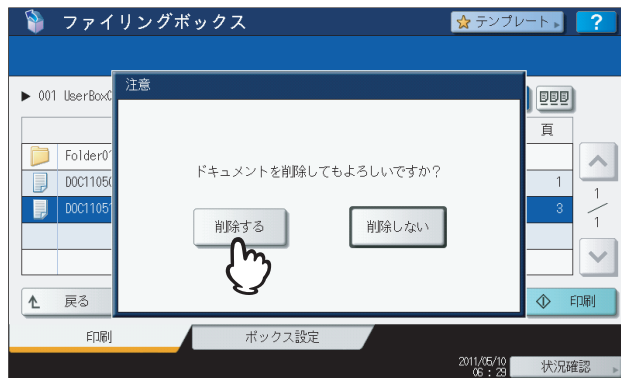 ファイリングボックス
テンプレート
?
001 UserBox
注意
頁
Folder0
ドキュメントを削除してもよろしいですか?
DOC1105
1
DOC1105
3
1
1
削除する
削除しない
戻る
印刷
印刷
ボックス設定
2011/05/10
06 : 29
状況確認